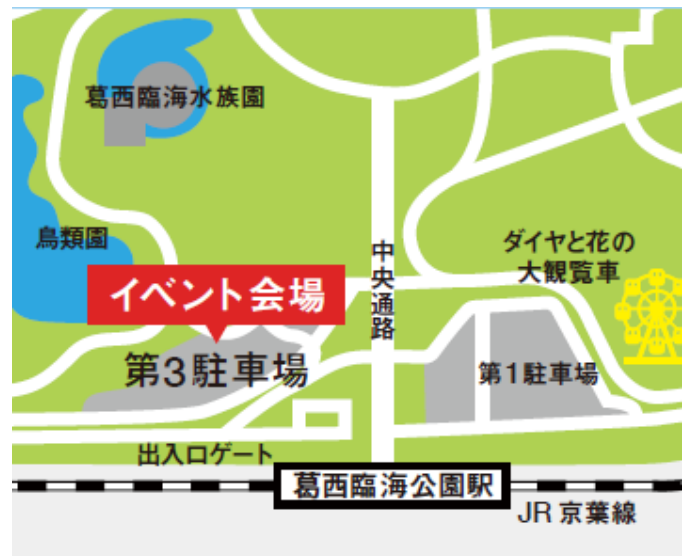 葛西臨海水族園
鳥類園
中央通路
ダイヤと花の
大観覧車
イベント会場
第3駐車場
第1駐車場
出入口ゲート
葛西臨海公園駅
JR 京葉線